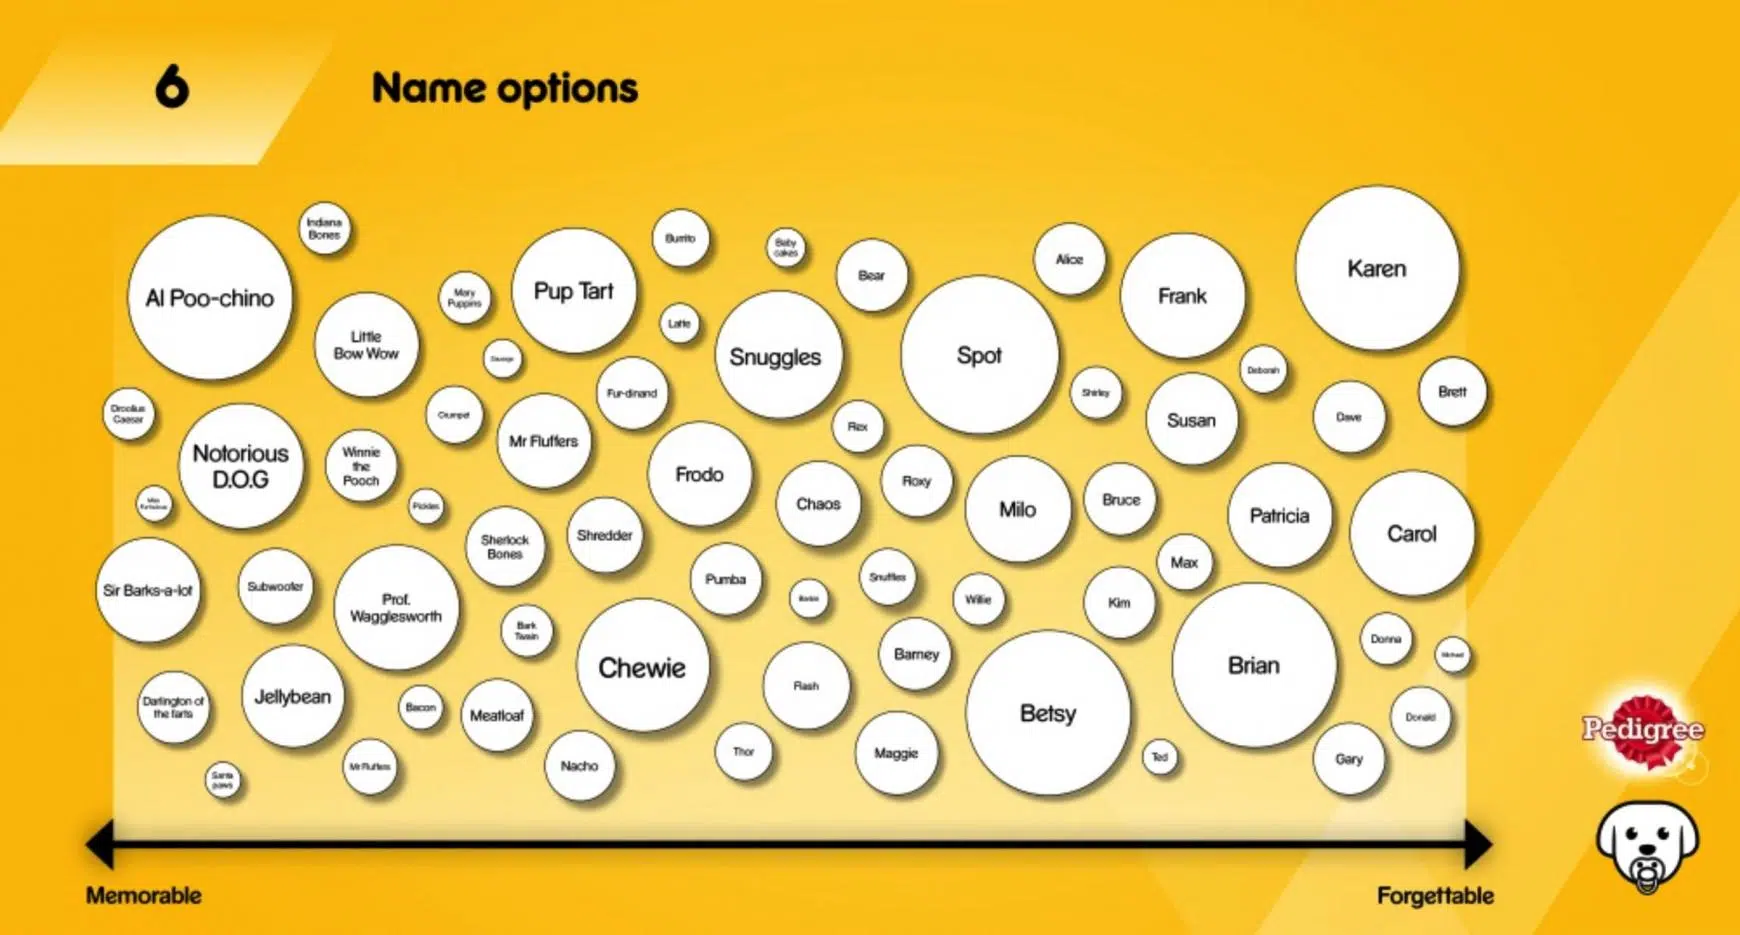 6
Name options
Indiana
Bones
Al Poo-chino
Mary
Puppins
Pup Tart
Burrito
Baby
cakes
Bear
Alice
Frank
Karen
Little
Bow Wow
Sausage
Latte
Snuggles
Spot
Shirley
Deborah
Brett
Droolius
Caesar
Crumpet
Fur-dinand
Rex
Susan
Dave
Notorious
D.O.G
Winnie
the
Pooch
Mr Fluffers
Frodo
Roxy
Pickles
Chaos
Milo
Bruce
Patricia
Carol
Sherlock
Bones
Shredder
Max
Sir Barks-a-lot
Subwoofer
Prof.
Wagglesworth
Pumba
Snuffles
Willie
Kim
Bark
Twain
Chewie
Barney
Brian
Donna
Michael
Darlington of
the farts
Jellybean
Bacon
Meatloaf
Flash
Betsy
Donald
Santa
paws
Mr Fluffers
Nacho
Thor
Maggie
Ted
Gary
Pedigree
Memorable
Forgettable